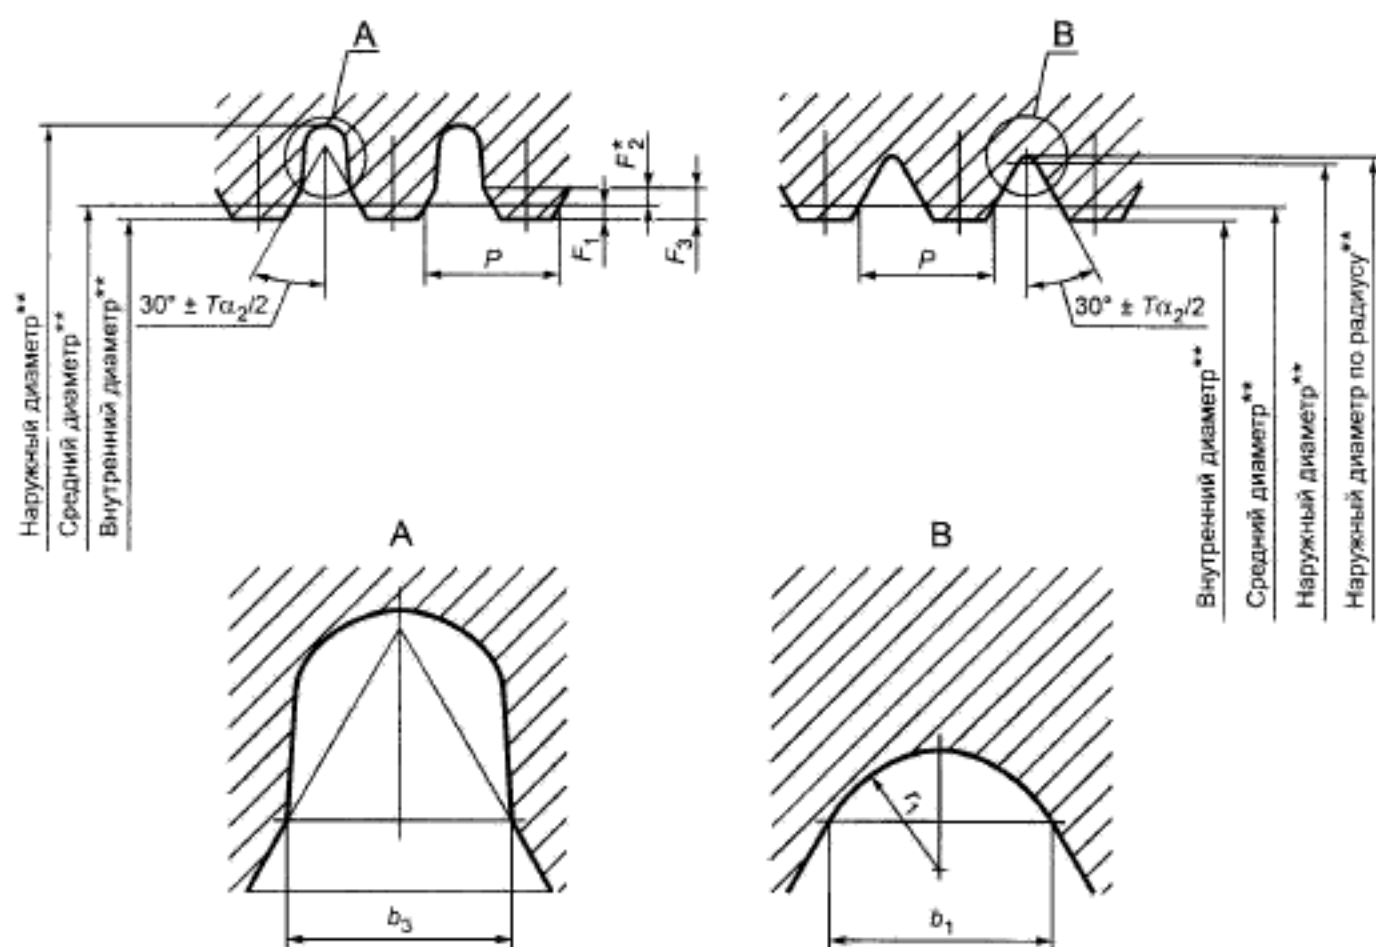 A
B
F₂*
F₁
F₃
P
P
30° ± Tα₂/2
30° ± Tα₂/2
Наружный диаметр**
Средний диаметр**
Внутренний диаметр**
Внутренний диаметр**
Средний диаметр**
Наружный диаметр**
Наружный диаметр по радиусу**
A
B
r₁
b₃
b₁